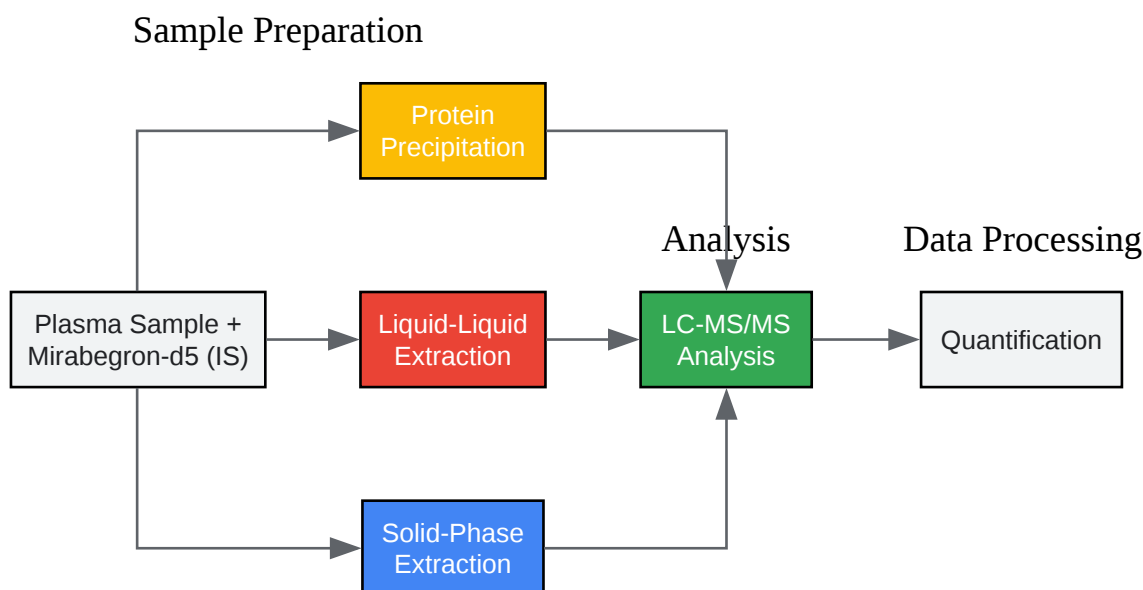 Sample Preparation
Protein
Precipitation
Analysis
Data Processing
Plasma Sample +
Mirabegron-d5 (IS)
Liquid-Liquid
Extraction
LC-MS/MS
Analysis
Quantification
Solid-Phase
Extraction